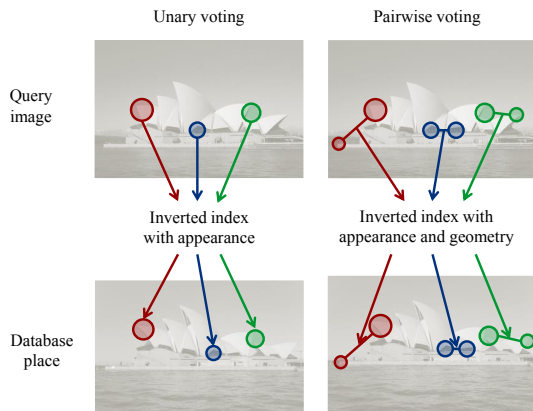 Unary voting
Pairwise voting
Query
image
Inverted index
with appearance
Inverted index with
appearance and geometry
Database
place